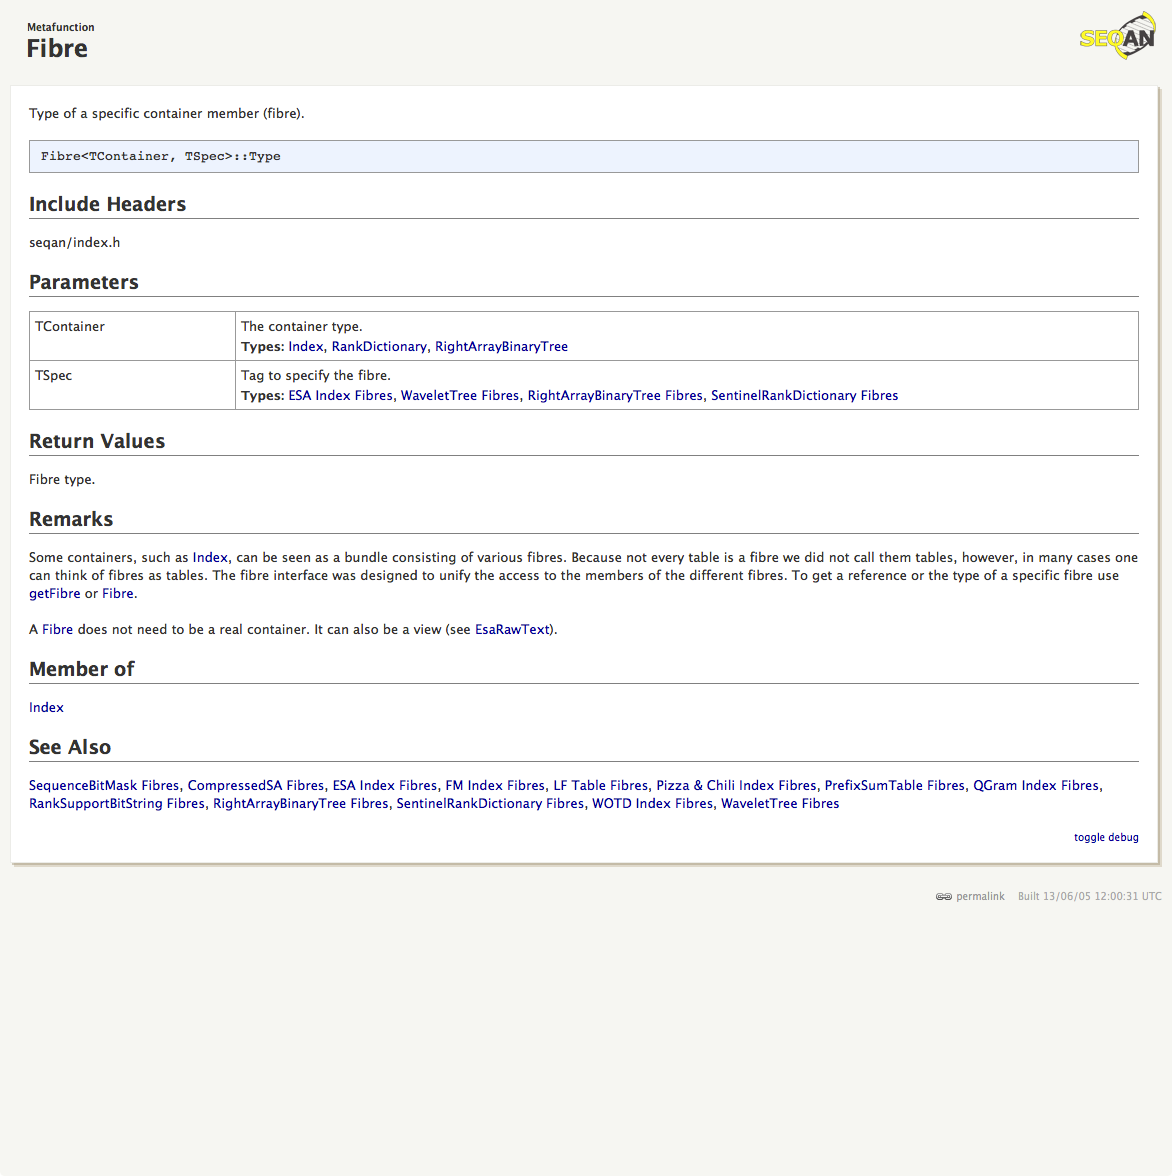 Metafunction
Fibre
SEQAN
Type of a specific container member (fibre).
Fibre<TContainer, TSpec>::Type
Include Headers
seqan/index.h
Parameters
TContainer
The container type.
Types: Index, RankDictionary, RightArrayBinaryTree
TSpec
Tag to specify the fibre.
Types: ESA Index Fibres, WaveletTree Fibres, RightArrayBinaryTree Fibres, SentinelRankDictionary Fibres
Return Values
Fibre type.
Remarks
Some containers, such as Index, can be seen as a bundle consisting of various fibres. Because not every table is a fibre we did not call them tables, however, in many cases one
can think of fibres as tables. The fibre interface was designed to unify the access to the members of the different fibres. To get a reference or the type of a specific fibre use
getFibre or Fibre.
A Fibre does not need to be a real container. It can also be a view (see EsaRawText).
Member of
Index
See Also
SequenceBitMask Fibres, CompressedSA Fibres, ESA Index Fibres, FM Index Fibres, LF Table Fibres, Pizza & Chili Index Fibres, PrefixSumTable Fibres, QGram Index Fibres,
RankSupportBitString Fibres, RightArrayBinaryTree Fibres, SentinelRankDictionary Fibres, WOTD Index Fibres, WaveletTree Fibres
toggle debug
permalink Built 13/06/05 12:00:31 UTC